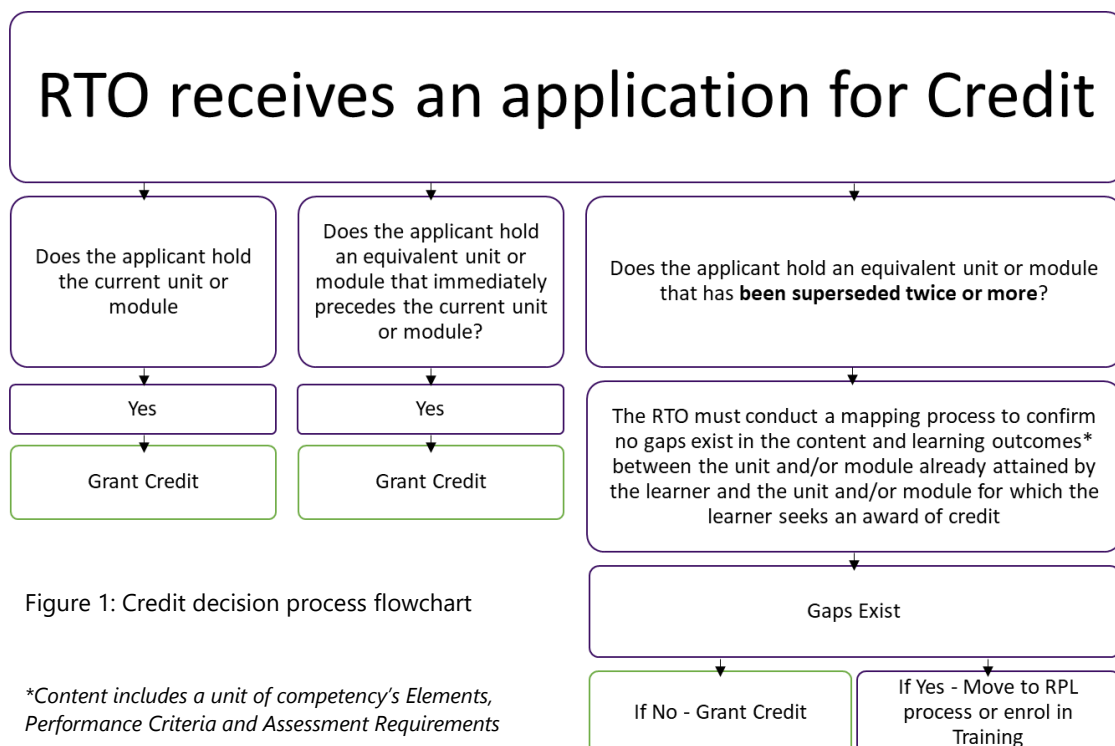 RTO receives an application for Credit
Does the applicant hold
the current unit or
module
Yes
Grant Credit
Does the applicant hold
an equivalent unit or
module that immediately
precedes the current unit
or module?
Yes
Grant Credit
Does the applicant hold an equivalent unit or module
that has been superseded twice or more?
The RTO must conduct a mapping process to confirm
no gaps exist in the content and learning outcomes*
between the unit and/or module already attained by
the learner and the unit and/or module for which the
learner seeks an award of credit
Gaps Exist
If No - Grant Credit
If Yes - Move to RPL
process or enrol in
Training
Figure 1: Credit decision process flowchart
*Content includes a unit of competency's Elements,
Performance Criteria and Assessment Requirements